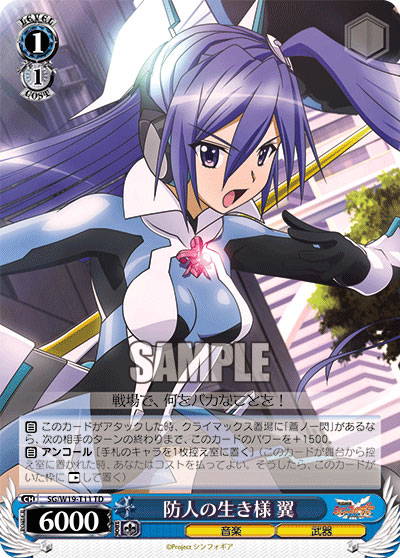 LEVEL
1
1
COST
SAMPLE
戦場で、何をバカなことを！
このカードがアタックした時、クライマックス置場に「蒼ノ一閃」があるなら、次の相手のターンの終わりまで、このカードのパワーを＋1500。
アンコール ［手札のキャラを1枚控え室に置く］ （このカードが舞台から控え室に置かれた時、あなたはコストを払ってよい。そうしたら、このカードがいた枠に□して置く）
CH SG/W19-T11 TD
6000
防人の生き様 翼
音楽
武器
©Project シンフォギア